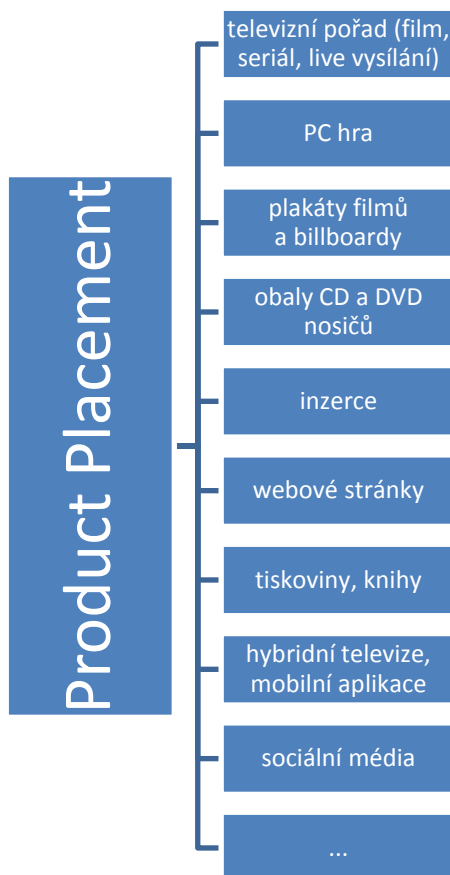 Product Placement
televizní pořad (film,
seriál, live vysílání)
PC hra
plakáty filmů
a billboardy
obaly CD a DVD
nosičů
inzerce
webové stránky
tiskoviny, knihy
hybridní televize,
mobilní aplikace
sociální média
...